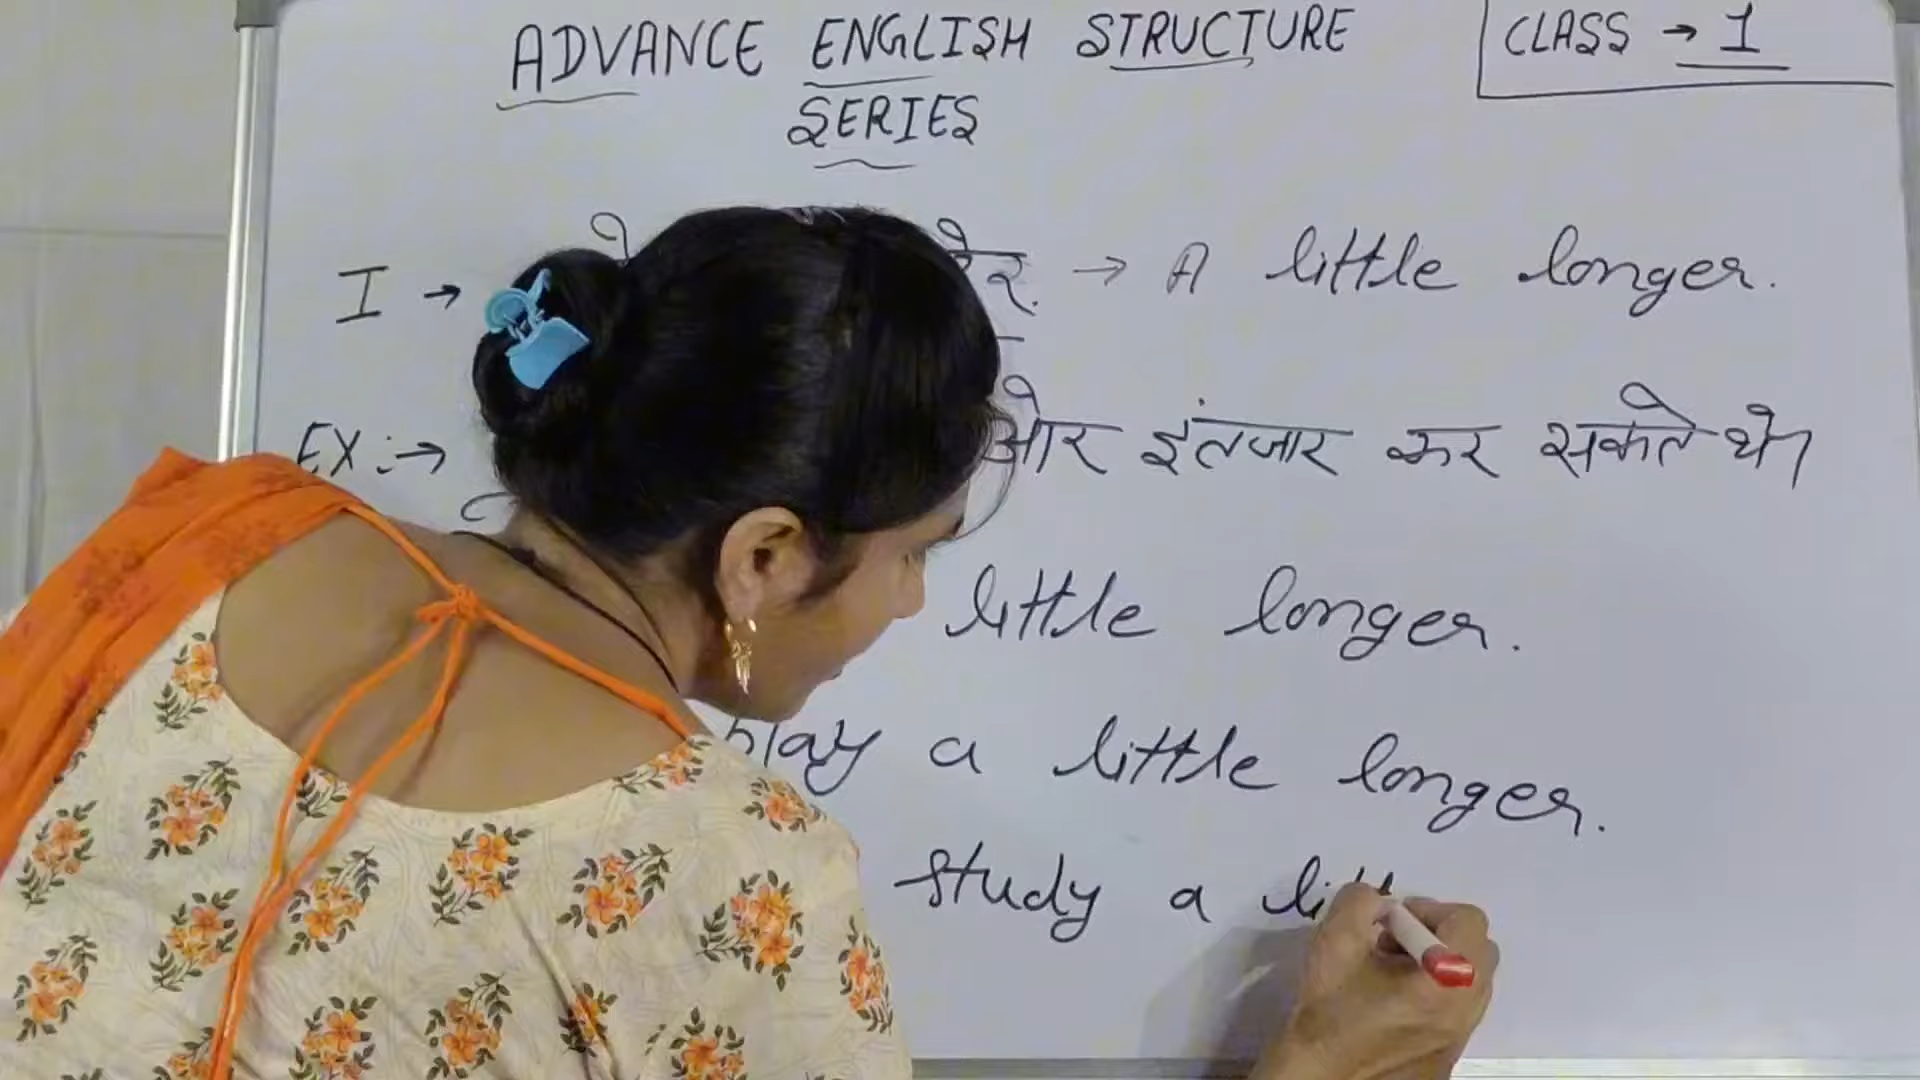 ADVANCE ENGLISH STRUCTURE
SERIES
CLASS → 1
I → → A little longer.
EX :→ और इंतजार कर सकते थे।
little longer.
play a little longer.
study a